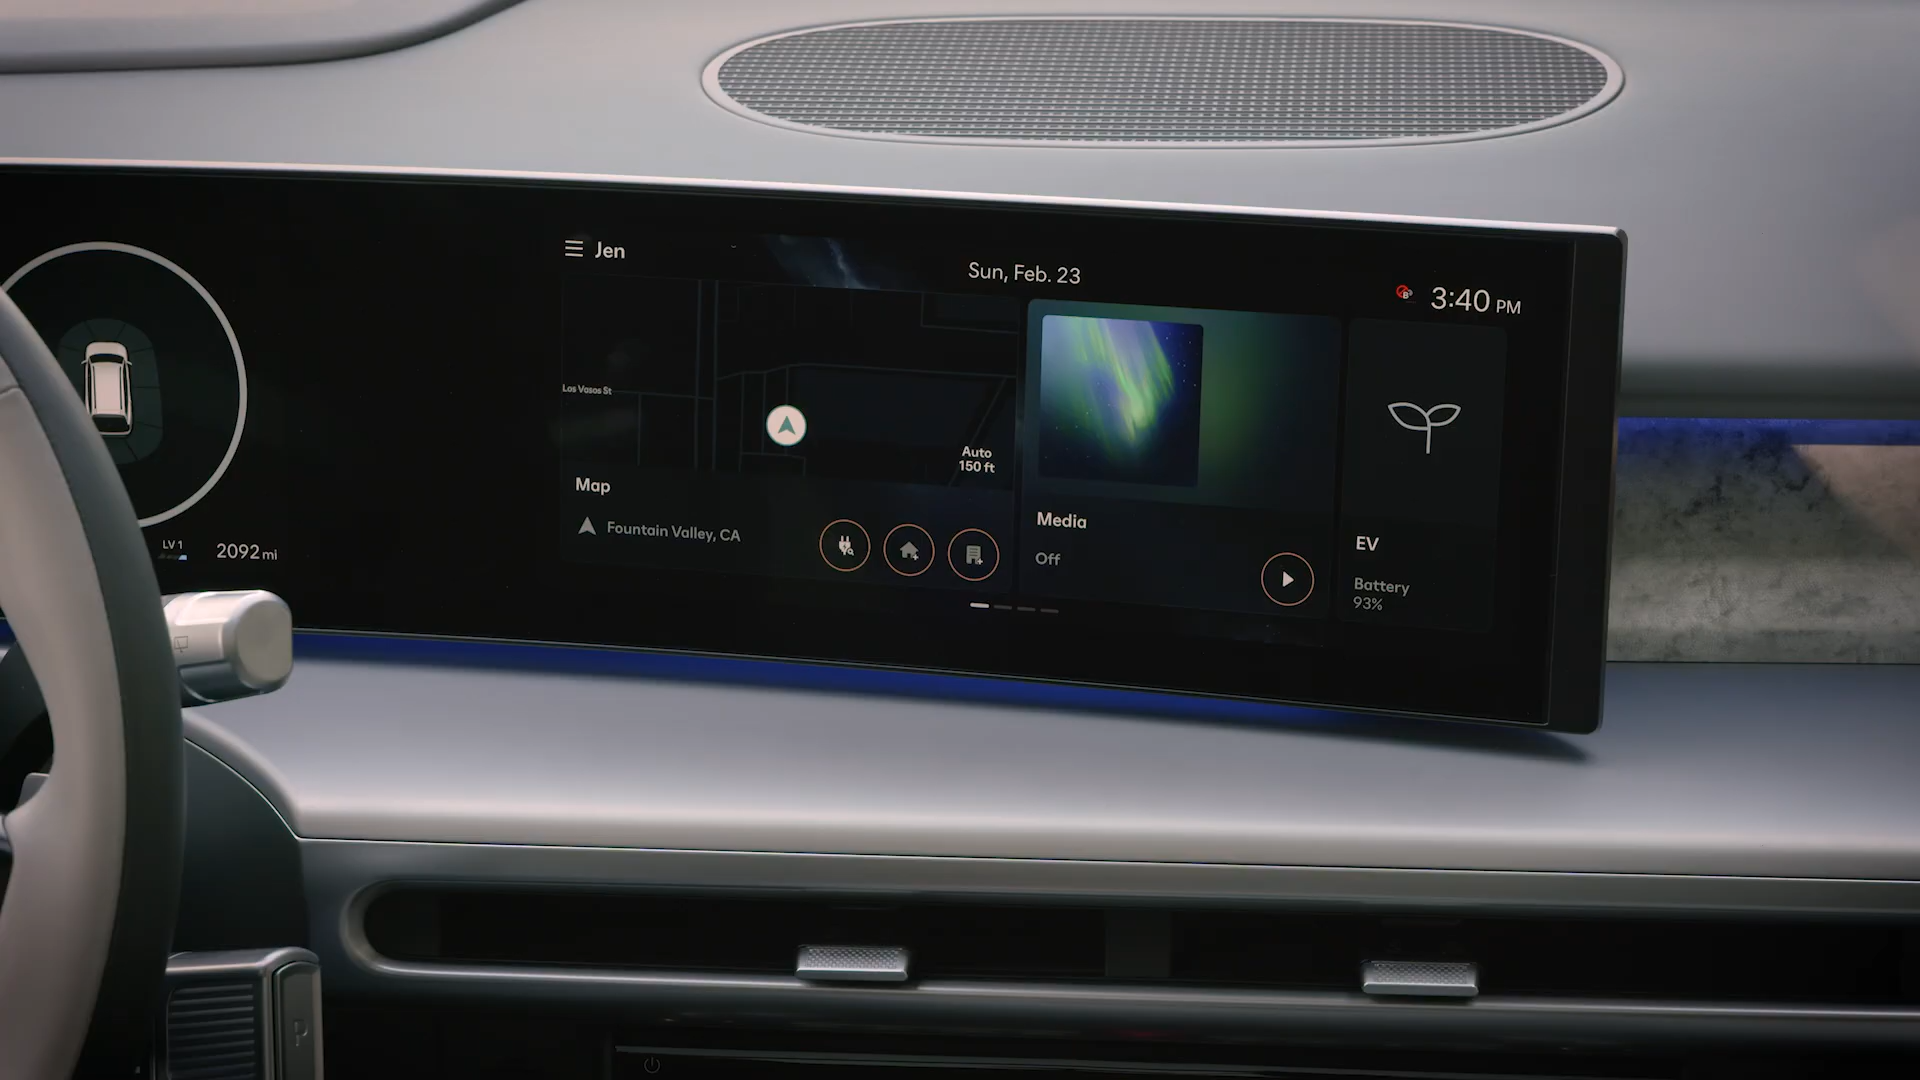 Jen
Sun, Feb. 23
3:40 PM
Los Vasos St
Auto
150 ft
Map
Fountain Valley, CA
Media
Off
EV
Battery
93%
LV 1
2092 mi
P